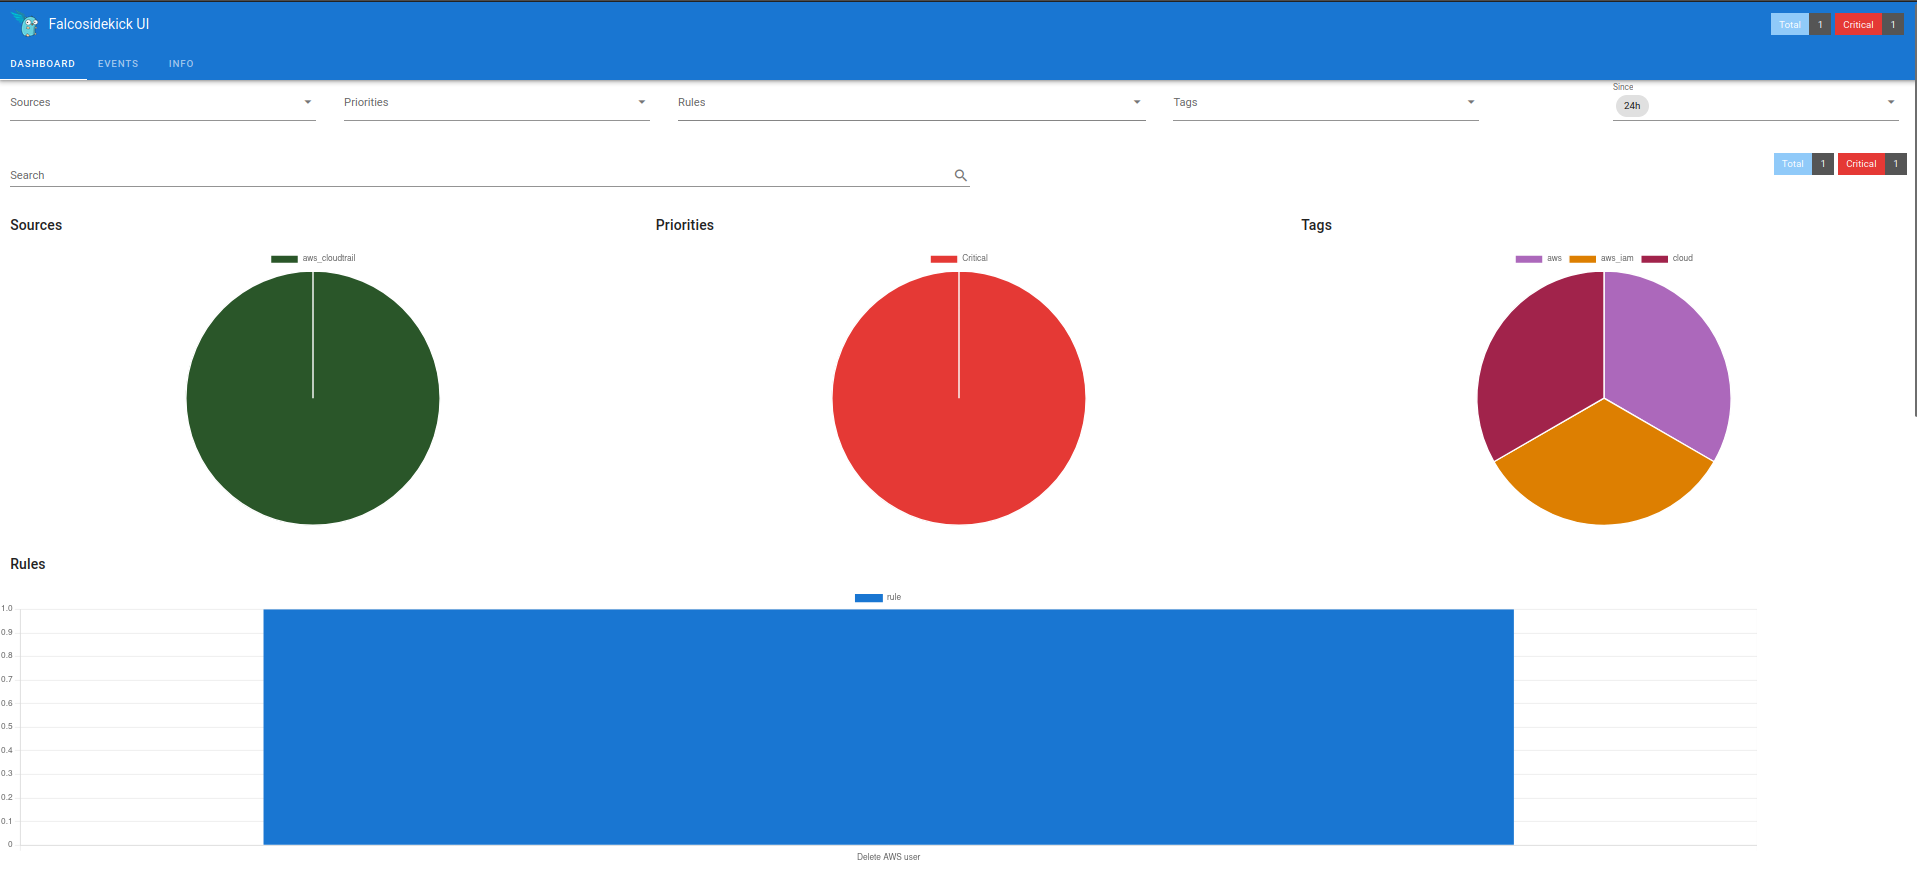 Falcosidekick UI
Total 1 Critical 1
DASHBOARD EVENTS INFO
Sources Priorities Rules Tags Since
24h
Search
Total 1 Critical 1
Sources Priorities Tags
aws_cloudtrail Critical aws aws_iam cloud
Rules
rule
1.0
0.9
0.8
0.7
0.6
0.5
0.4
0.3
0.2
0.1
0
Delete AWS user